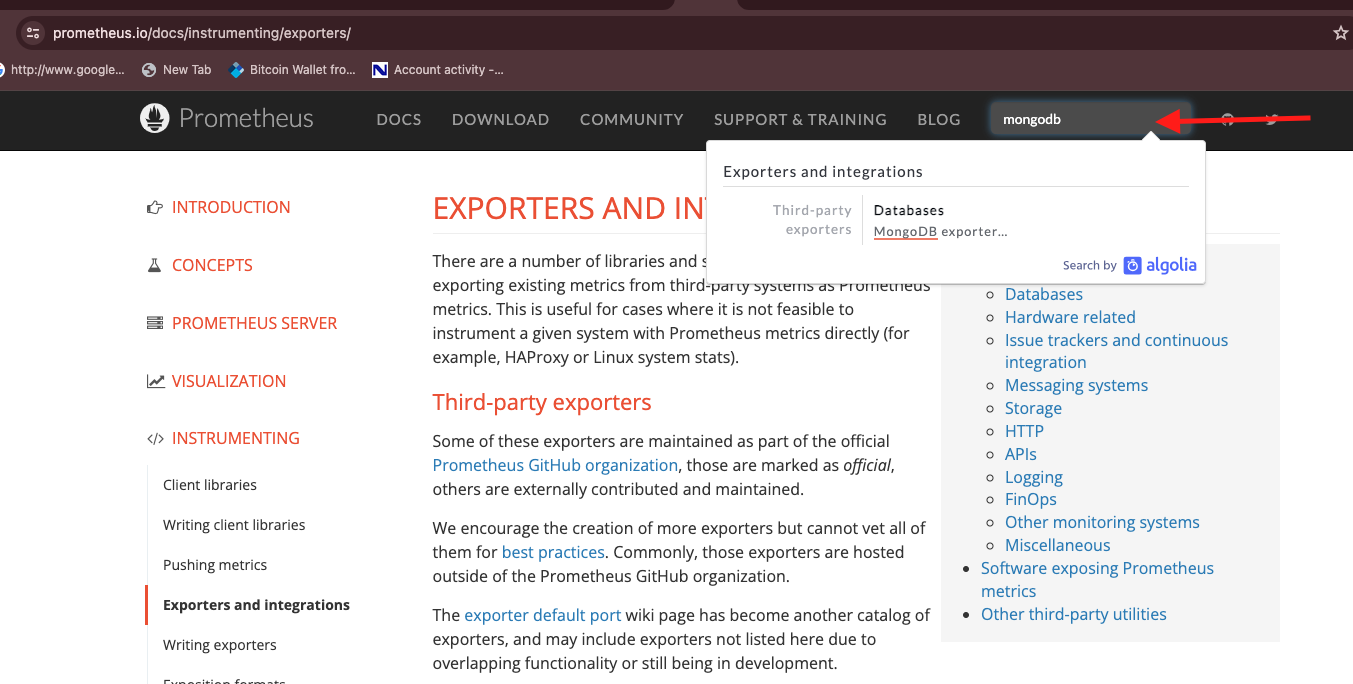 prometheus.io/docs/instrumenting/exporters/
http://www.google...
New Tab
Bitcoin Wallet fro...
Account activity -...
Prometheus
DOCS
DOWNLOAD
COMMUNITY
SUPPORT & TRAINING
BLOG
mongodb
Exporters and integrations
Third-party
exporters
Databases
MongoDB exporter...
Search by algolia
INTRODUCTION
CONCEPTS
PROMETHEUS SERVER
VISUALIZATION
INSTRUMENTING
Client libraries
Writing client libraries
Pushing metrics
Exporters and integrations
Writing exporters
Exposition formats
EXPORTERS AND IN
There are a number of libraries and s
exporting existing metrics from third-party systems as Prometheus
metrics. This is useful for cases where it is not feasible to
instrument a given system with Prometheus metrics directly (for
example, HAProxy or Linux system stats).
Third-party exporters
Some of these exporters are maintained as part of the official
Prometheus GitHub organization, those are marked as official,
others are externally contributed and maintained.
We encourage the creation of more exporters but cannot vet all of
them for best practices. Commonly, those exporters are hosted
outside of the Prometheus GitHub organization.
The exporter default port wiki page has become another catalog of
exporters, and may include exporters not listed here due to
overlapping functionality or still being in development.
Databases
Hardware related
Issue trackers and continuous
integration
Messaging systems
Storage
HTTP
APIs
Logging
FinOps
Other monitoring systems
Miscellaneous
Software exposing Prometheus
metrics
Other third-party utilities